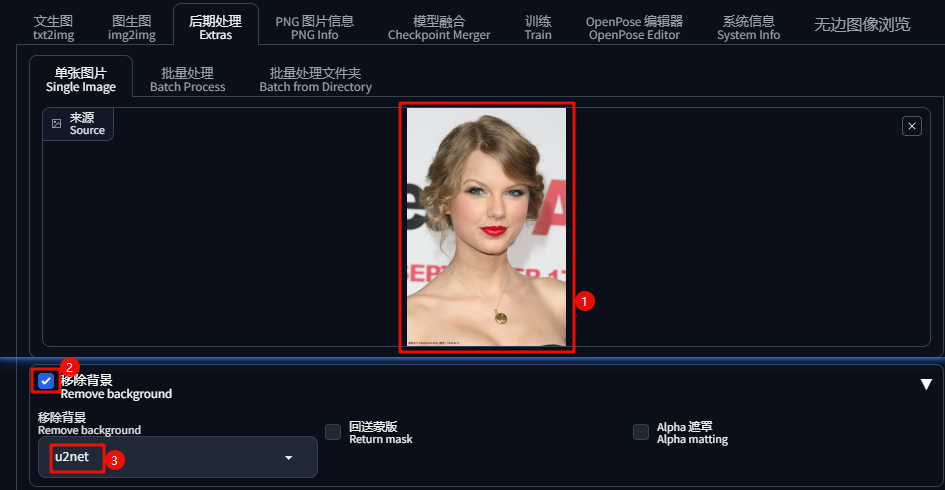 文生图
txt2img
图生图
img2img
后期处理
Extras
PNG 图片信息
PNG Info
模型融合
Checkpoint Merger
训练
Train
OpenPose 编辑器
OpenPose Editor
系统信息
System Info
无边图像浏览
单张图片
Single Image
批量处理
Batch Process
批量处理文件夹
Batch from Directory
来源
Source
1
2
移除背景
Remove background
移除背景
Remove background
回送蒙版
Return mask
Alpha 遮罩
Alpha matting
u2net
3